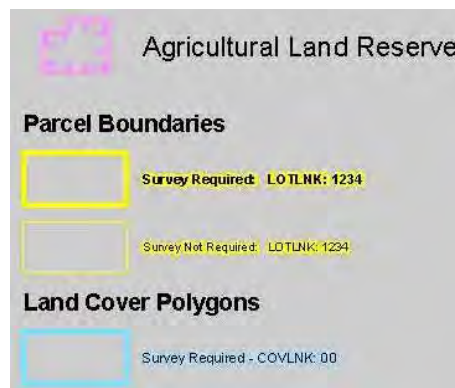 Agricultural Land Reserve
Parcel Boundaries
Survey Required: LOTLNK: 1234
Survey Not Required: LOTLNK: 1234
Land Cover Polygons
Survey Required - COVLNK: 00